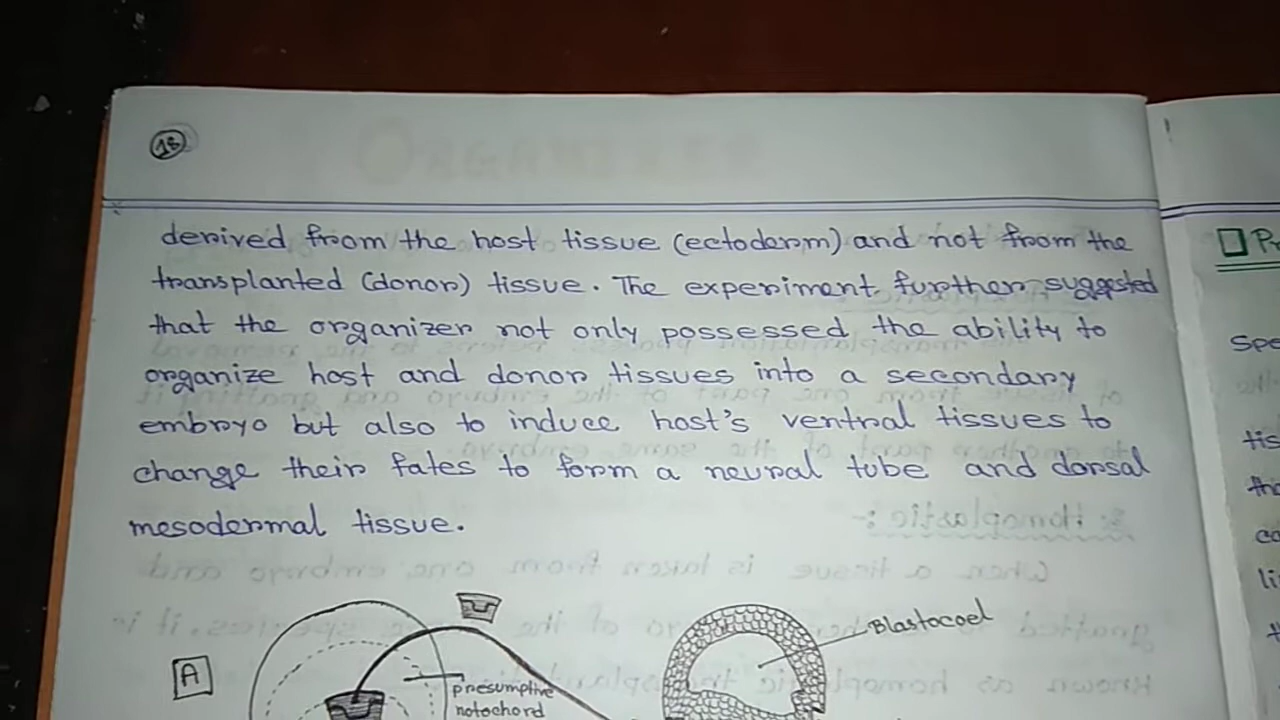 18
derived from the host tissue (ectoderm) and not from the
transplanted (donor) tissue. The experiment further suggested
that the organizer not only possessed the ability to
organize host and donor tissues into a secondary
embryo but also to induce host's ventral tissues to
change their fates to form a neural tube and dorsal
mesodermal tissue.
Blastocoel
A
presumptive
notochord